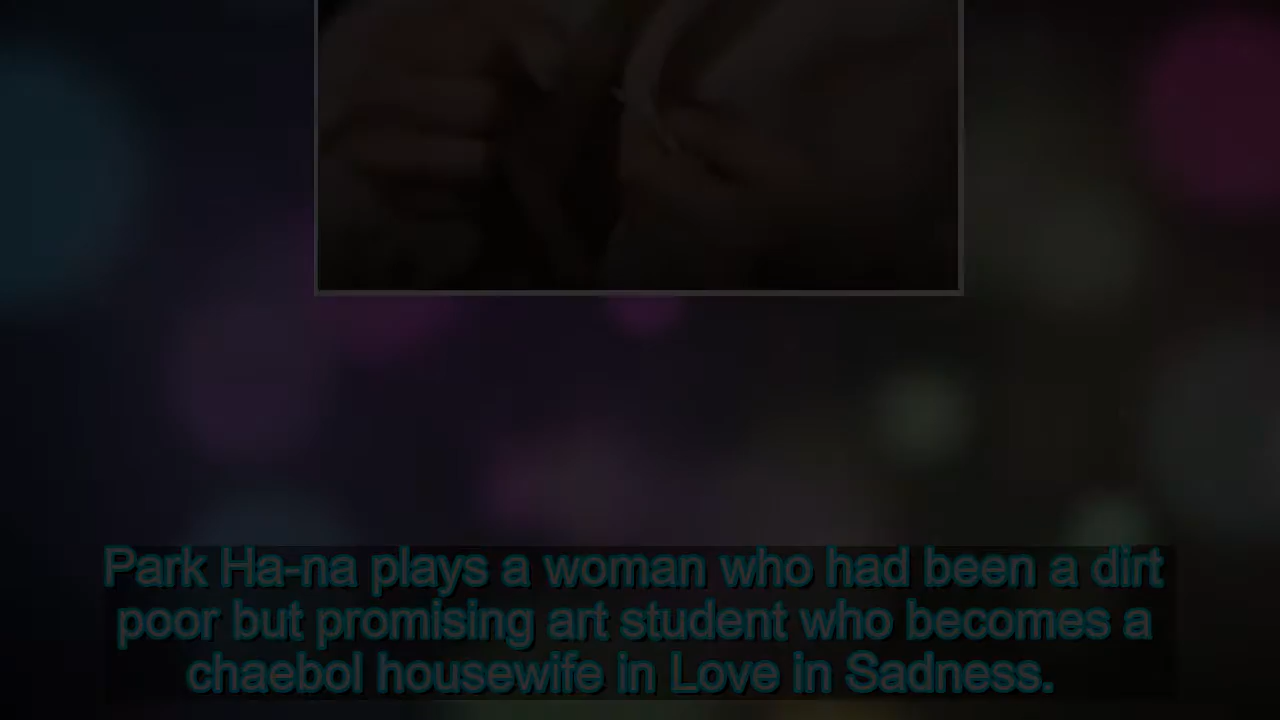 Park Ha-na plays a woman who had been a dirt
poor but promising art student who becomes a
chaebol housewife in Love in Sadness.